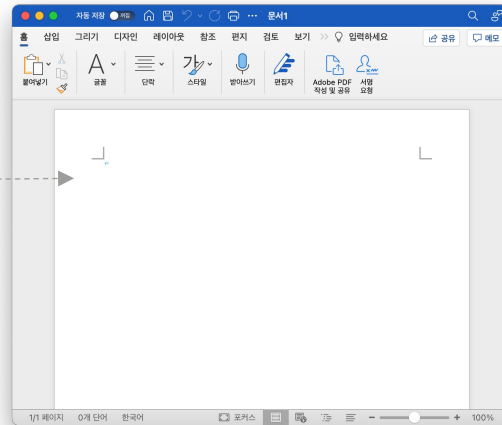 자동 저장 꺼짐 문서1
홈 삽입 그리기 디자인 레이아웃 참조 편지 검토 보기 입력하세요 공유 메모
붙여넣기 글꼴 단락 스타일 받아쓰기 편집자 Adobe PDF 서명
작성 및 공유 요청
1/1 페이지 0개 단어 한국어 포커스 100%